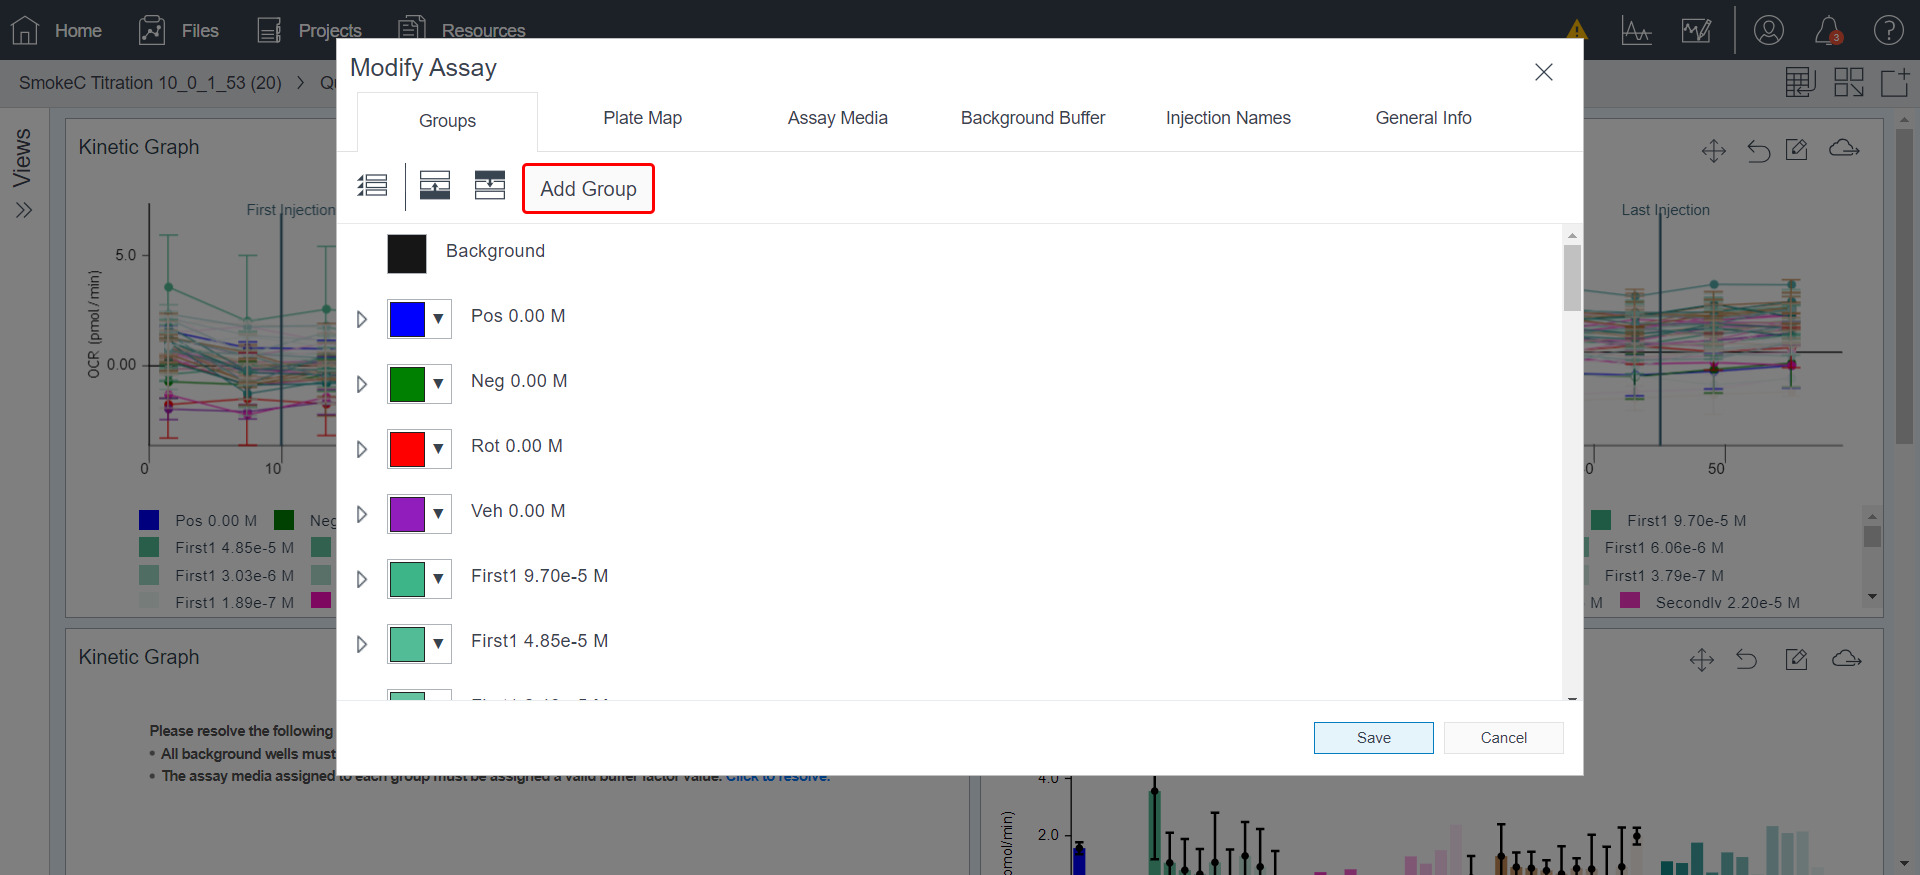 Home Files Projects Resources
3
SmokeC Titration 10_0_1_53 (20)
Modify Assay
Groups Plate Map Assay Media Background Buffer Injection Names General Info
Add Group
Views
Kinetic Graph
First Injection
5.0
0.00
OCR (pmol/min)
0 10
Pos 0.00 M
First1 4.85e-5 M
First1 3.03e-6 M
First1 1.89e-7 M
Background
Pos 0.00 M
Neg 0.00 M
Rot 0.00 M
Veh 0.00 M
First1 9.70e-5 M
First1 4.85e-5 M
Save Cancel
Last Injection
50
First1 9.70e-5 M
First1 6.06e-6 M
First1 3.79e-7 M
M Secondly 2.20e-5 M
Kinetic Graph
Please resolve the following
• All background wells must
• The assay media assigned to each group must be assigned a valid buffer factor value. Click to resolve.
4.0
2.0